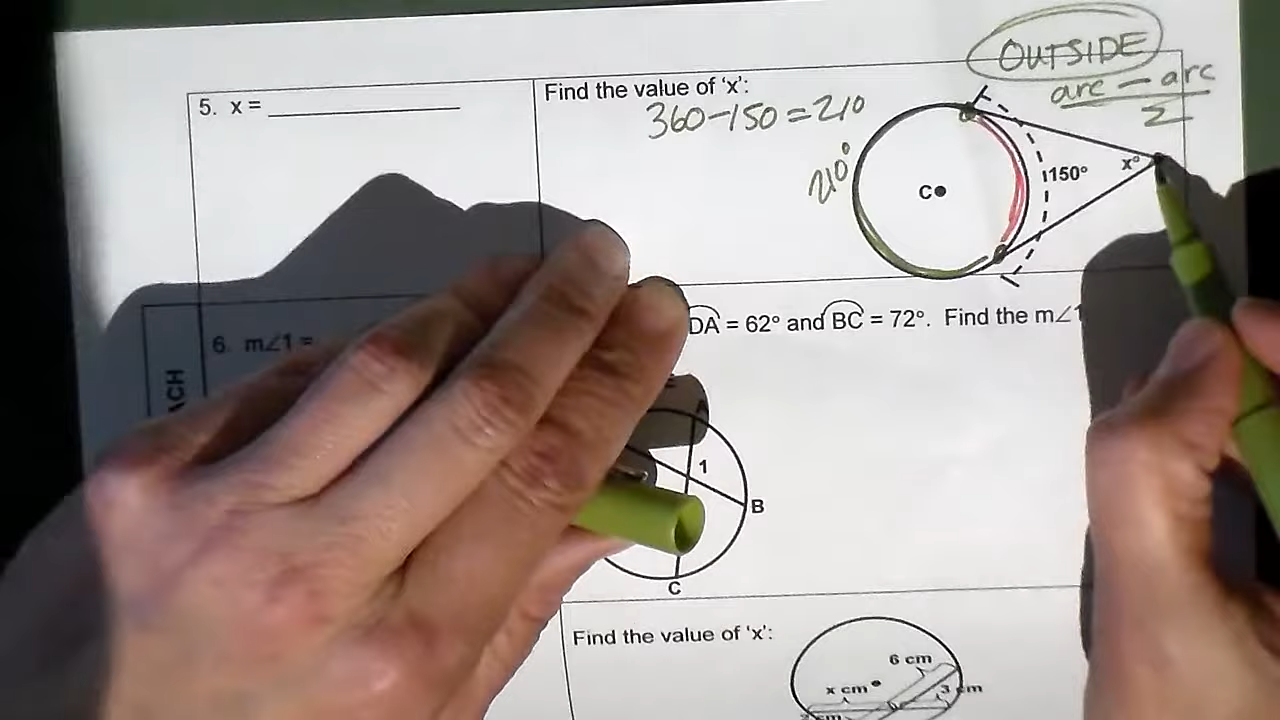 OUTSIDE
arc - arc
2
5. x =
Find the value of 'x':
360-150=210
210°
C
150°
x°
6. m∠1 =
DA = 62° and BC = 72°. Find the m∠1
ACH
A
1
B
C
Find the value of 'x':
6 cm
x cm
3 cm